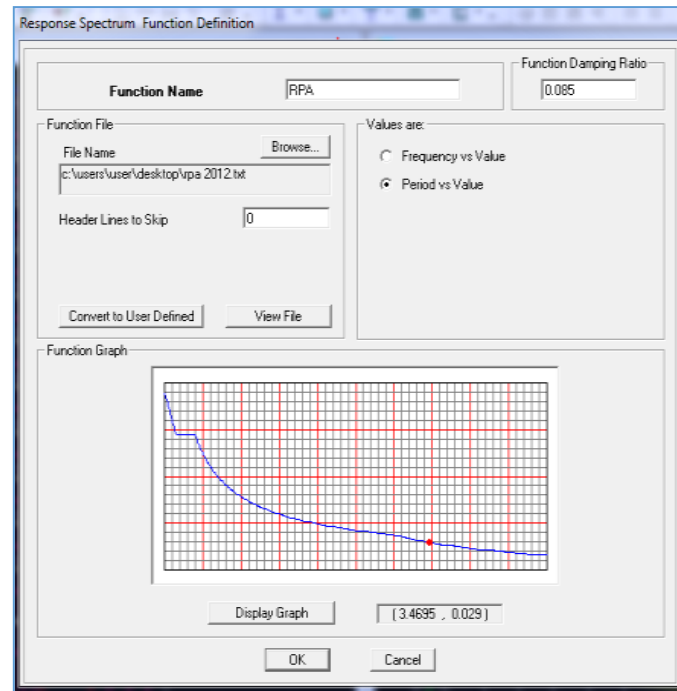 Response Spectrum Function Definition
Function Damping Ratio
Function Name
RPA
0.085
Function File
Values are:
File Name
Browse...
Frequency vs Value
c:\users\user\desktop\rpa 2012.txt
Period vs Value
Header Lines to Skip
0
Convert to User Defined
View File
Function Graph
Display Graph
(3.4695 , 0.029)
OK
Cancel